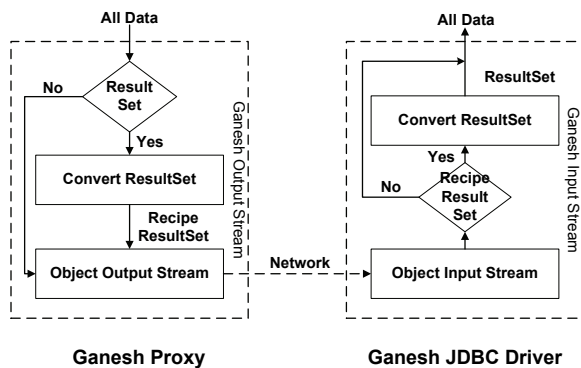 All Data
Result
Set
No
Yes
Convert ResultSet
Recipe
ResultSet
Object Output Stream
Ganesh Output Stream
Network
All Data
ResultSet
Convert ResultSet
Yes
No
Recipe
Result
Set
Object Input Stream
Ganesh Input Stream
Ganesh Proxy
Ganesh JDBC Driver